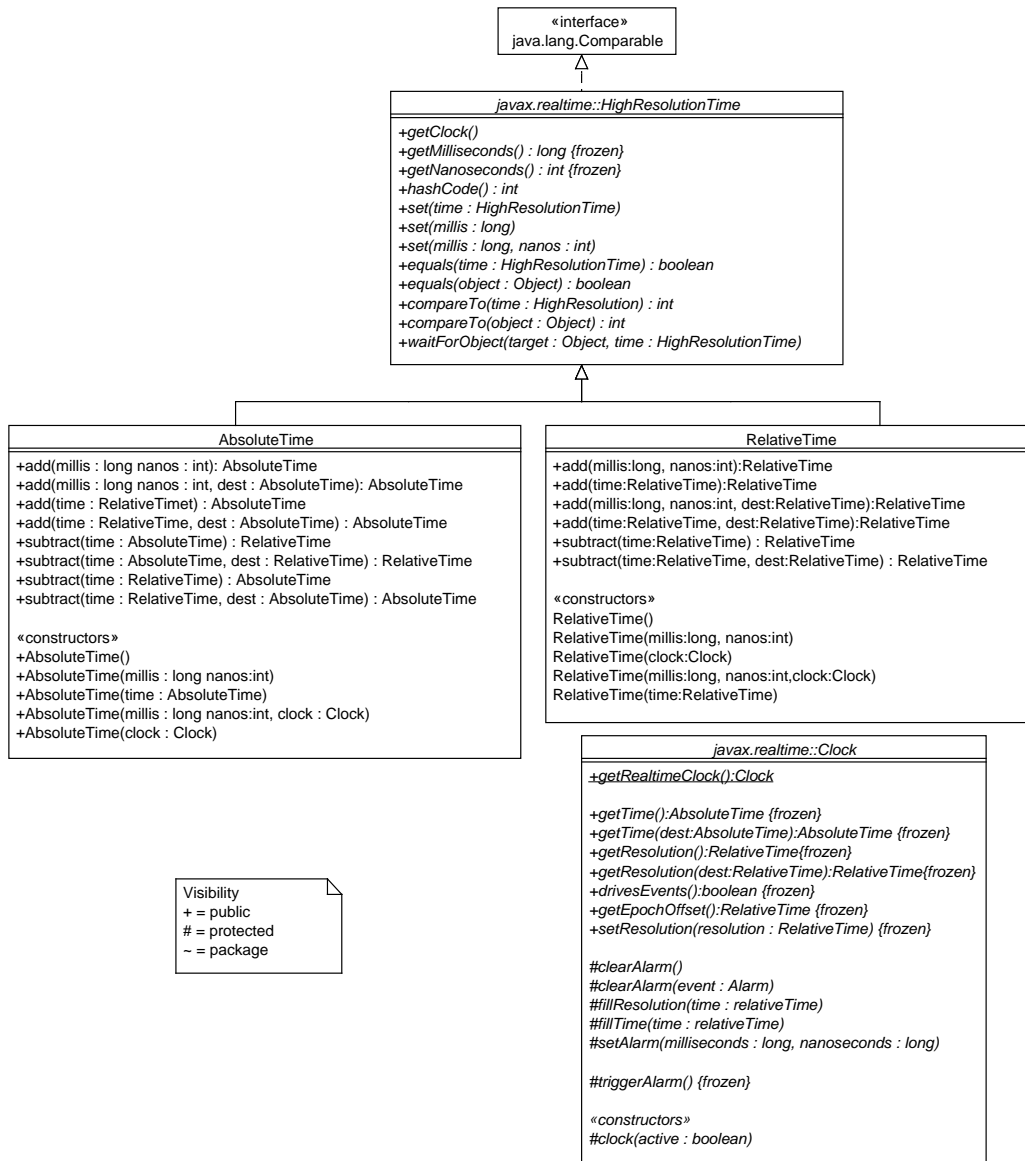 «interface»
java.lang.Comparable
javax.realtime::HighResolutionTime
+getClock()
+getMilliseconds() : long {frozen}
+getNanoseconds() : int {frozen}
+hashCode() : int
+set(time : HighResolutionTime)
+set(millis : long)
+set(millis : long, nanos : int)
+equals(time : HighResolutionTime) : boolean
+equals(object : Object) : boolean
+compareTo(time : HighResolution) : int
+compareTo(object : Object) : int
+waitForObject(target : Object, time : HighResolutionTime)
AbsoluteTime
+add(millis : long nanos : int): AbsoluteTime
+add(millis : long nanos : int, dest : AbsoluteTime): AbsoluteTime
+add(time : RelativeTimet) : AbsoluteTime
+add(time : RelativeTime, dest : AbsoluteTime) : AbsoluteTime
+subtract(time : AbsoluteTime) : RelativeTime
+subtract(time : AbsoluteTime, dest : RelativeTime) : RelativeTime
+subtract(time : RelativeTime) : AbsoluteTime
+subtract(time : RelativeTime, dest : AbsoluteTime) : AbsoluteTime
«constructors»
+AbsoluteTime()
+AbsoluteTime(millis : long nanos:int)
+AbsoluteTime(time : AbsoluteTime)
+AbsoluteTime(millis : long nanos:int, clock : Clock)
+AbsoluteTime(clock : Clock)
RelativeTime
+add(millis:long, nanos:int):RelativeTime
+add(time:RelativeTime):RelativeTime
+add(millis:long, nanos:int, dest:RelativeTime):RelativeTime
+add(time:RelativeTime, dest:RelativeTime):RelativeTime
+subtract(time:RelativeTime) : RelativeTime
+subtract(time:RelativeTime, dest:RelativeTime) : RelativeTime
«constructors»
RelativeTime()
RelativeTime(millis:long, nanos:int)
RelativeTime(clock:Clock)
RelativeTime(millis:long, nanos:int,clock:Clock)
RelativeTime(time:RelativeTime)
javax.realtime::Clock
+getRealtimeClock():Clock
+getTime():AbsoluteTime {frozen}
+getTime(dest:AbsoluteTime):AbsoluteTime {frozen}
+getResolution():RelativeTime{frozen}
+getResolution(dest:RelativeTime):RelativeTime{frozen}
+drivesEvents():boolean {frozen}
+getEpochOffset():RelativeTime {frozen}
+setResolution(resolution : RelativeTime) {frozen}
#clearAlarm()
#clearAlarm(event : Alarm)
#fillResolution(time : relativeTime)
#fillTime(time : relativeTime)
#setAlarm(milliseconds : long, nanoseconds : long)
#triggerAlarm() {frozen}
«constructors»
#clock(active : boolean)
Visibility
+ = public
# = protected
~ = package